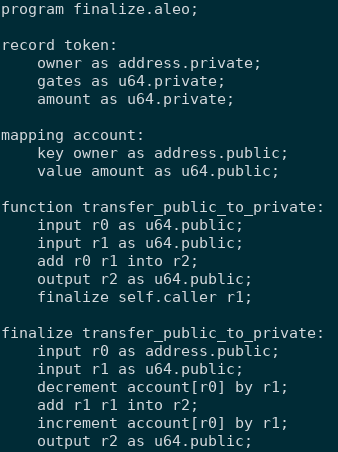 program finalize.aleo;
record token:
owner as address.private;
gates as u64.private;
amount as u64.private;
mapping account:
key owner as address.public;
value amount as u64.public;
function transfer_public_to_private:
input r0 as u64.public;
input r1 as u64.public;
add r0 r1 into r2;
output r2 as u64.public;
finalize self.caller r1;
finalize transfer_public_to_private:
input r0 as address.public;
input r1 as u64.public;
decrement account[r0] by r1;
add r1 r1 into r2;
increment account[r0] by r1;
output r2 as u64.public;